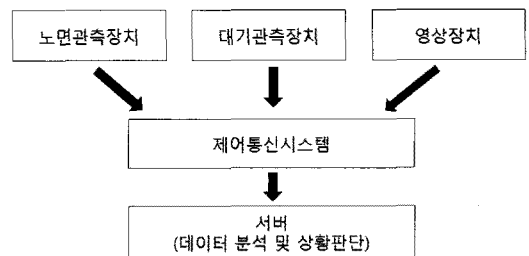 노면관측장치
대기관측장치
영상장치
제어통신시스템
서버
(데이터 분석 및 상황판단)